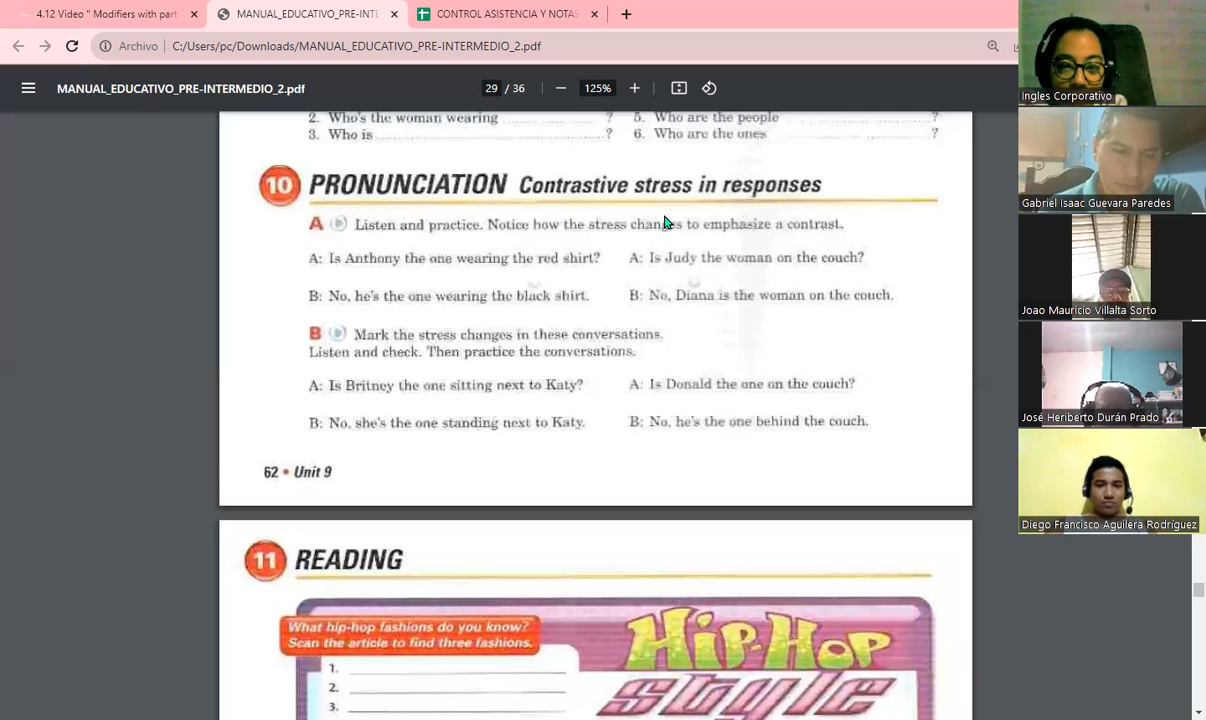 4.12 Video " Modifiers with parti
MANUAL_EDUCATIVO_PRE-INTE
CONTROL ASISTENCIA Y NOTAS
Archivo
C:/Users/pc/Downloads/MANUAL_EDUCATIVO_PRE-INTERMEDIO_2.pdf
MANUAL_EDUCATIVO_PRE-INTERMEDIO_2.pdf
29 / 36
125%
2. Who's the woman wearing ?
5. Who are the people ?
3. Who is ?
6. Who are the ones ?
10 PRONUNCIATION Contrastive stress in responses
A Listen and practice. Notice how the stress changes to emphasize a contrast.
A: Is Anthony the one wearing the red shirt?
B: No, he's the one wearing the black shirt.
A: Is Judy the woman on the couch?
B: No, Diana is the woman on the couch.
B Mark the stress changes in these conversations.
Listen and check. Then practice the conversations.
A: Is Britney the one sitting next to Katy?
B: No, she's the one standing next to Katy.
A: Is Donald the one on the couch?
B: No, he's the one behind the couch.
62 • Unit 9
11 READING
What hip-hop fashions do you know?
Scan the article to find three fashions.
1.
2.
3.
Hip-Hop
style
Ingles Corporativo
Gabriel Isaac Guevara Paredes
Joao Mauricio Villalta Sorto
José Heriberto Durán Prado
Diego Francisco Aguilera Rodríguez